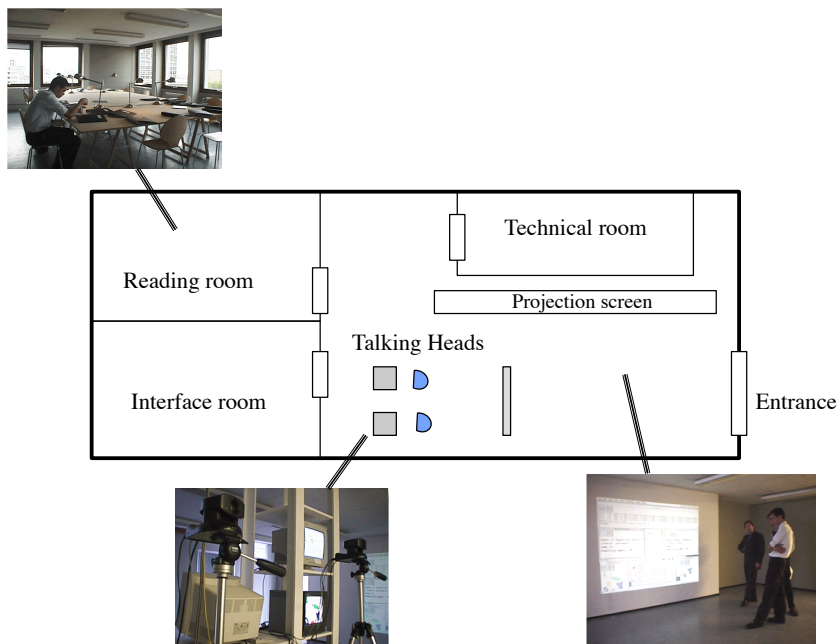 Technical room
Reading room
Projection screen
Talking Heads
Interface room
Entrance